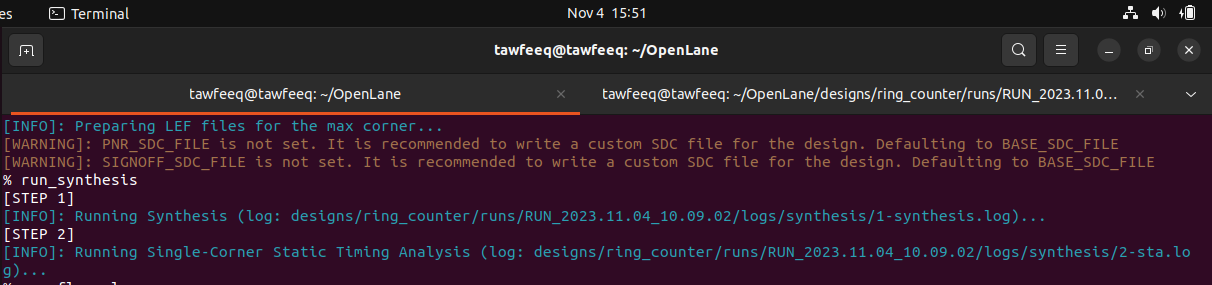 es Terminal Nov 4 15:51
tawfeeq@tawfeeq: ~/OpenLane
tawfeeq@tawfeeq: ~/OpenLane × tawfeeq@tawfeeq: ~/OpenLane/designs/ring_counter/runs/RUN_2023.11.0... ×
[INFO]: Preparing LEF files for the max corner...
[WARNING]: PNR_SDC_FILE is not set. It is recommended to write a custom SDC file for the design. Defaulting to BASE_SDC_FILE
[WARNING]: SIGNOFF_SDC_FILE is not set. It is recommended to write a custom SDC file for the design. Defaulting to BASE_SDC_FILE
% run_synthesis
[STEP 1]
[INFO]: Running Synthesis (log: designs/ring_counter/runs/RUN_2023.11.04_10.09.02/logs/synthesis/1-synthesis.log)...
[STEP 2]
[INFO]: Running Single-Corner Static Timing Analysis (log: designs/ring_counter/runs/RUN_2023.11.04_10.09.02/logs/synthesis/2-sta.lo
g)...